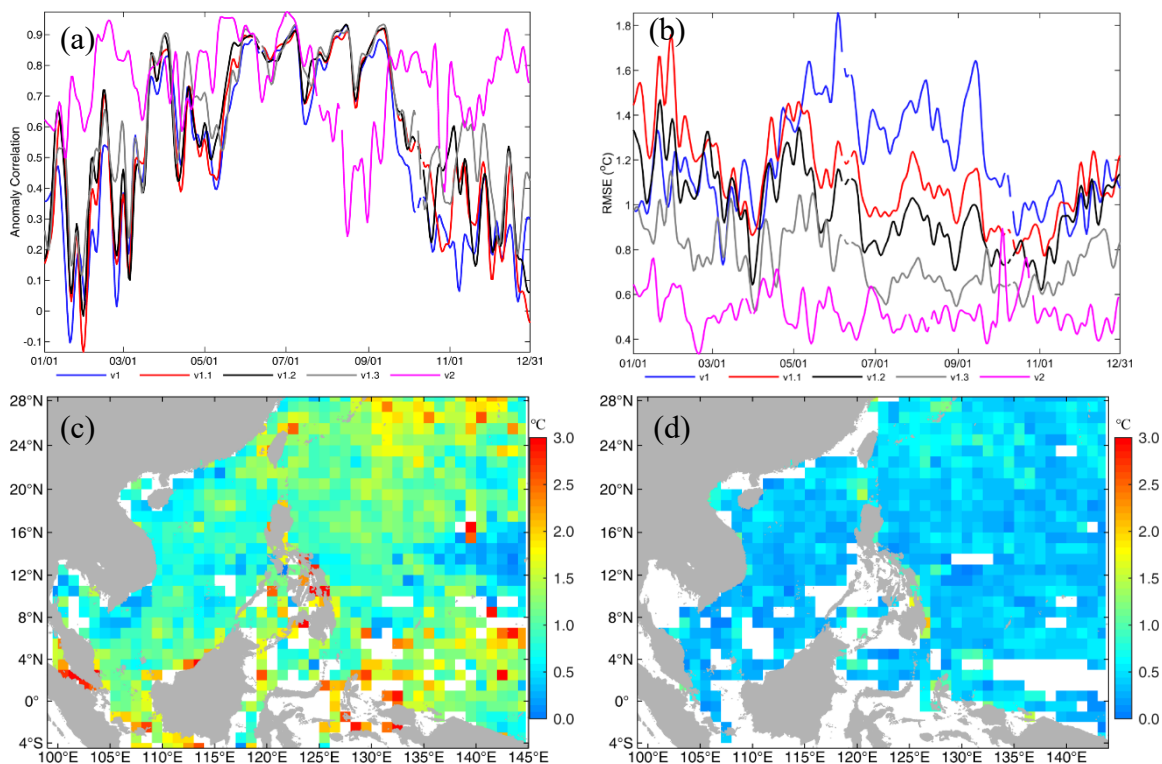 (a)
Anomaly Correlation
0.9
0.8
0.7
0.6
0.5
0.4
0.3
0.2
0.1
0
-0.1
01/01 03/01 05/01 07/01 09/01 11/01 12/31
v1 v1.1 v1.2 v1.3 v2
(b)
RMSE (°C)
1.8
1.6
1.4
1.2
1
0.8
0.6
0.4
01/01 03/01 05/01 07/01 09/01 11/01 12/31
v1 v1.1 v1.2 v1.3 v2
(c)
28°N
24°N
20°N
16°N
12°N
8°N
4°N
0°
4°S
100°E 105°E 110°E 115°E 120°E 125°E 130°E 135°E 140°E 145°E
℃
3.0
2.5
2.0
1.5
1.0
0.5
0.0
(d)
28°N
24°N
20°N
16°N
12°N
8°N
4°N
0°
4°S
100°E 105°E 110°E 115°E 120°E 125°E 130°E 135°E 140°E
℃
3.0
2.5
2.0
1.5
1.0
0.5
0.0